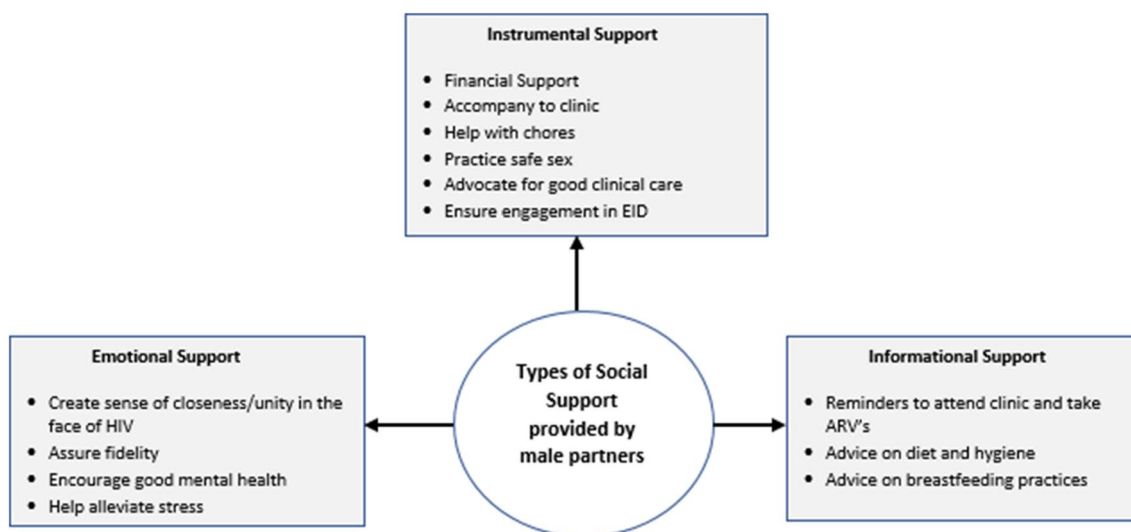 Instrumental Support
• Financial Support
• Accompany to clinic
• Help with chores
• Practice safe sex
• Advocate for good clinical care
• Ensure engagement in EID
Emotional Support
• Create sense of closeness/unity in the
face of HIV
• Assure fidelity
• Encourage good mental health
• Help alleviate stress
Types of Social
Support
provided by
male partners
Informational Support
• Reminders to attend clinic and take
ARV's
• Advice on diet and hygiene
• Advice on breastfeeding practices